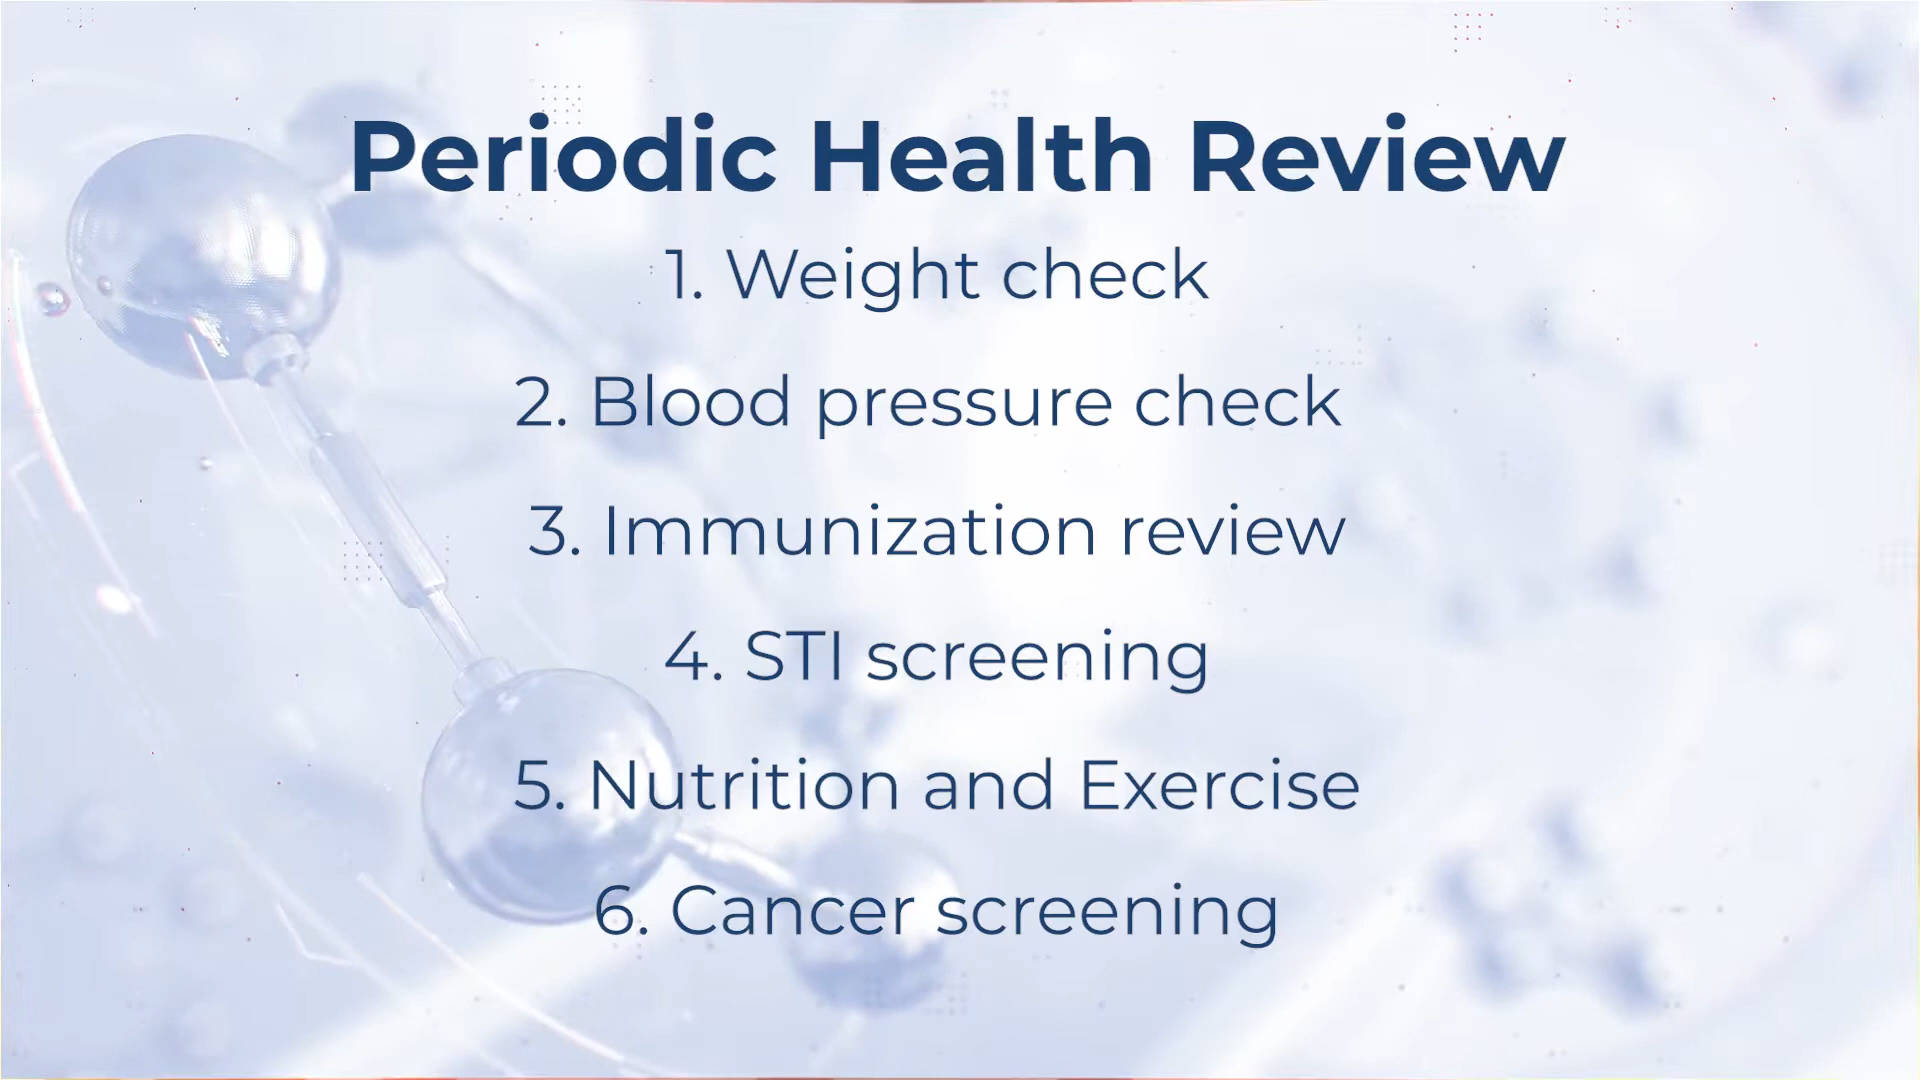 Periodic Health Review
1. Weight check
2. Blood pressure check
3. Immunization review
4. STI screening
5. Nutrition and Exercise
6. Cancer screening